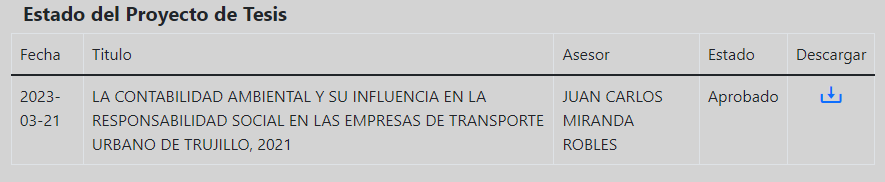 Estado del Proyecto de Tesis
Fecha Titulo Asesor Estado Descargar
2023- LA CONTABILIDAD AMBIENTAL Y SU INFLUENCIA EN LA JUAN CARLOS Aprobado
03-21 RESPONSABILIDAD SOCIAL EN LAS EMPRESAS DE TRANSPORTE MIRANDA
URBANO DE TRUJILLO, 2021 ROBLES